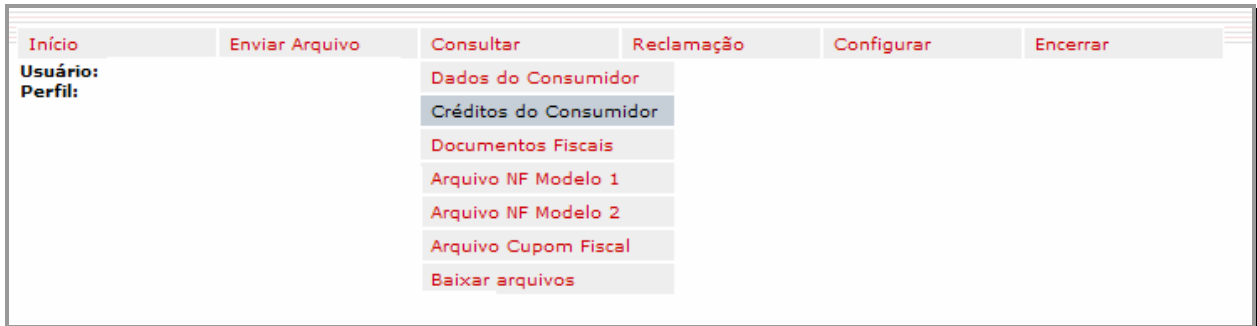 Início Enviar Arquivo Consultar Reclamação Configurar Encerrar
Usuário:
Perfil:
Dados do Consumidor
Créditos do Consumidor
Documentos Fiscais
Arquivo NF Modelo 1
Arquivo NF Modelo 2
Arquivo Cupom Fiscal
Baixar arquivos